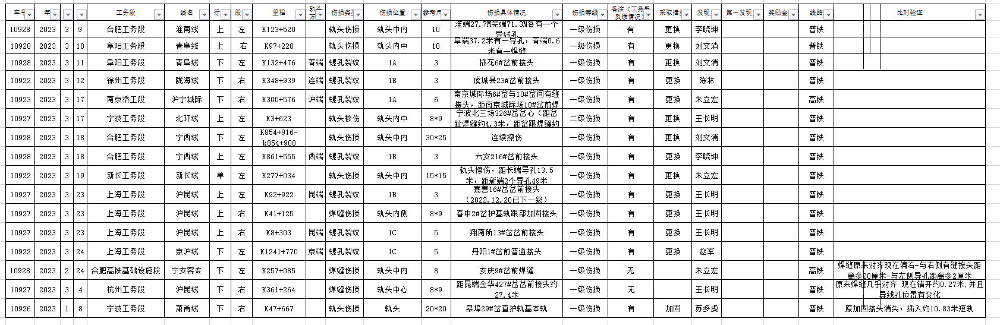 车号 年 工务段 线名 行 股 里程 轨头方 伤损类型 伤损位置 参考尺 伤损具体情况 伤损等级 备注（工务段反馈情况） 采取措施 发现 第一发现 奖励金 线路 比对验证
10928 2023 3 9 合肥工务段 淮南线 上 左 K123+520 轨头伤损 轨头中内 10 淮端27.7M芜端71.3M各有一个导线孔 一级伤损 有 更换 李晓坤 普铁
10928 2023 3 10 阜阳工务段 青阜线 上 右 K97+228 轨头伤损 轨头内中 10 阜端37.2米有一导孔，青端0.6米有一焊缝 一级伤损 有 更换 刘文消 普铁
10928 2023 3 11 阜阳工务段 青阜线 下 左 K132+476 青端 螺孔裂纹 1A 3 插花6#岔前接头 一级伤损 有 更换 刘文消 普铁
10922 2023 3 12 徐州工务段 陇海线 下 右 K348+939 连端 螺孔裂纹 1B 3 虞城县23#岔前接头 一级伤损 有 更换 陈林 普铁
10923 2023 3 17 南京桥工段 沪宁城际 下 右 K300+576 沪端 螺孔裂纹 1A 6 南京城际场6#岔与10#岔间有缝接头，距南京城际场10#岔前焊 一级伤损 有 更换 朱立宏 高铁
10927 2023 3 17 宁波工务段 北环线 上 左 K3+623 轨头核伤 轨头内中 8*9 宁波北三场326#岔岔心（距岔趾焊缝约4.3米，距岔跟焊缝约 二级伤损 有 更换 王长明 普铁
10928 2023 3 18 合肥工务段 宁西线 下 左 K854+916-k854+908 轨头伤损 轨头中内 30*25 连续擦伤 一级伤损 有 更换 刘文消 普铁
10928 2023 3 18 合肥工务段 宁西线 上 左 K861+555 西端 螺孔裂纹 1B 3 六安216#岔前接头 一级伤损 有 更换 李晓坤 普铁
10922 2023 3 19 新长工务段 新长线 单 左 K277+034 轨头伤损 轨头中内 15*15 轨头擦伤，距长端导孔13.5米，距新端2个导孔49米 一级伤损 有 更换 朱立宏 普铁
10927 2023 3 23 上海工务段 沪昆线 上 左 K92+922 昆端 螺孔裂纹 1B 3 嘉善16#岔岔前接头（2022.12.20已下一级） 一级伤损 有 更换 王长明 普铁
10927 2023 3 23 上海工务段 沪昆线 上 右 K41+125 焊缝伤损 轨头内侧 8*9 春申2#岔护基轨跟部加固接头 一级伤损 有 更换 王长明 普铁
10927 2023 3 23 上海工务段 沪昆线 上 右 K8+303 昆端 螺孔裂纹 1C 5 翔南所13#岔岔前接头 一级伤损 有 更换 王长明 普铁
10922 2023 3 24 上海工务段 京沪线 下 左 K1241+770 京端 螺孔裂纹 1C 5 丹阳1#岔前普通接头 一级伤损 有 更换 赵军 普铁
10928 2023 2 24 合肥高铁基础设施段 宁安客专 下 左 K257+085 焊缝伤损 轨头中内 8 安庆9#岔前焊缝 一级伤损 无 朱立宏 高铁 焊缝原来对齐现在偏右-与右侧有缝接头距离多20厘米-与左侧导孔距离多2厘米
10927 2023 3 4 杭州工务段 沪昆线 下 右 K361+264 焊缝伤损 轨头中心 8*9 距昆端金华427#岔岔前接头约27.4米 一级伤损 无 王长明 普铁 原来焊缝几乎对齐 现在错开约0.27米,并且导线孔位置有变化
10926 2023 1 8 宁波工务段 萧甬线 下 右 K47+667 轨头伤损 轨头 20*20 皋埠29#岔直护轨基本轨 一级伤损 有 加固 苏多虎 普铁 原加固接头消失，插入约10.83米短轨